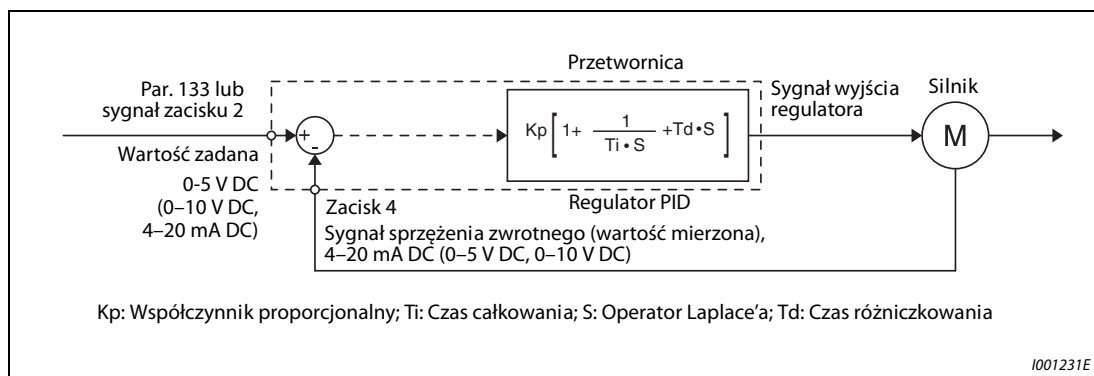 Przetwornica
Par. 133 lub
sygnał zacisku 2
Sygnał wyjścia
regulatora
Silnik
+
-
Kp[1+ 1/Ti•S +Td•S]
M
Wartość zadana
0-5 V DC
(0–10 V DC,
4–20 mA DC)
Regulator PID
Zacisk 4
Sygnał sprzężenia zwrotnego (wartość mierzona),
4–20 mA DC (0–5 V DC, 0–10 V DC)
Kp: Współczynnik proporcjonalny; Ti: Czas całkowania; S: Operator Laplace’a; Td: Czas różniczkowania
I001231E